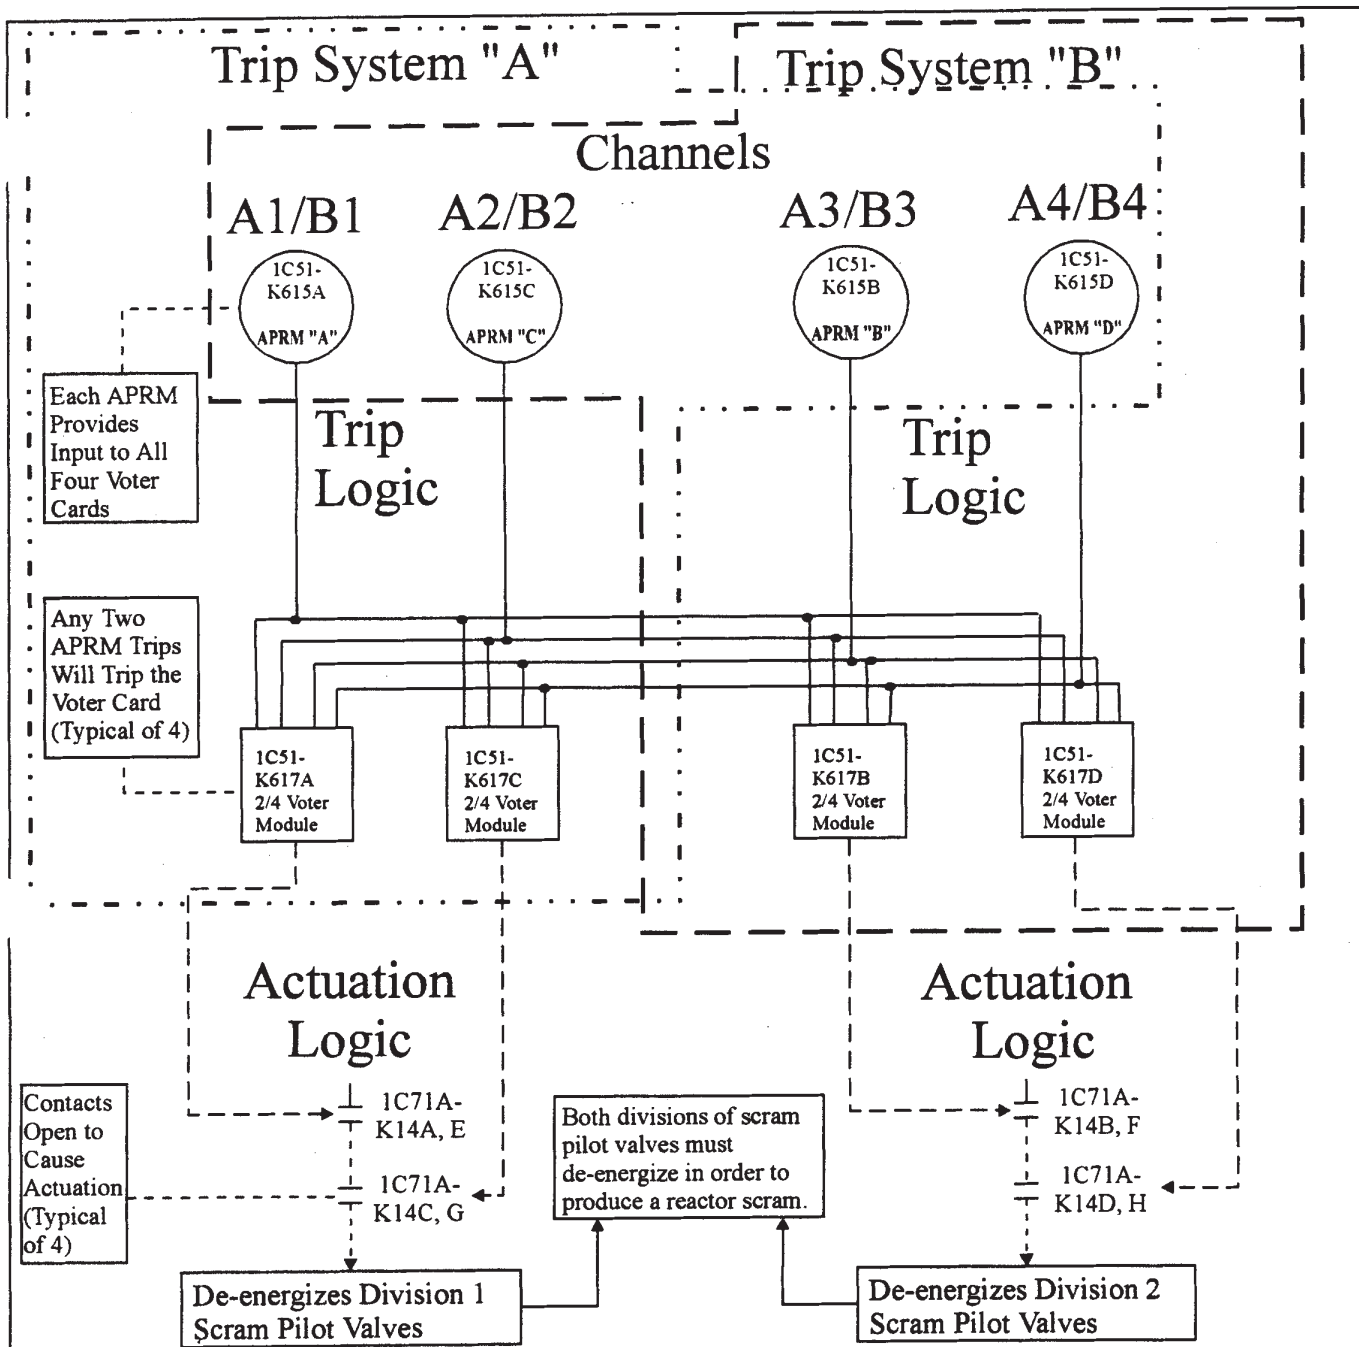 Trip System "A"
Trip System "B"
Channels
A1/B1
A2/B2
A3/B3
A4/B4
1C51-
K615A
APRM "A"
1C51-
K615C
APRM "C"
1C51-
K615B
APRM "B"
1C51-
K615D
APRM "D"
Each APRM
Provides
Input to All
Four Voter
Cards
Trip
Logic
Trip
Logic
Any Two
APRM Trips
Will Trip the
Voter Card
(Typical of 4)
1C51-
K617A
2/4 Voter
Module
1C51-
K617C
2/4 Voter
Module
1C51-
K617B
2/4 Voter
Module
1C51-
K617D
2/4 Voter
Module
Actuation
Logic
Actuation
Logic
Contacts
Open to
Cause
Actuation
(Typical
of 4)
1C71A-
K14A, E
1C71A-
K14C, G
Both divisions of scram
pilot valves must
de-energize in order to
produce a reactor scram.
1C71A-
K14B, F
1C71A-
K14D, H
De-energizes Division 1
Scram Pilot Valves
De-energizes Division 2
Scram Pilot Valves